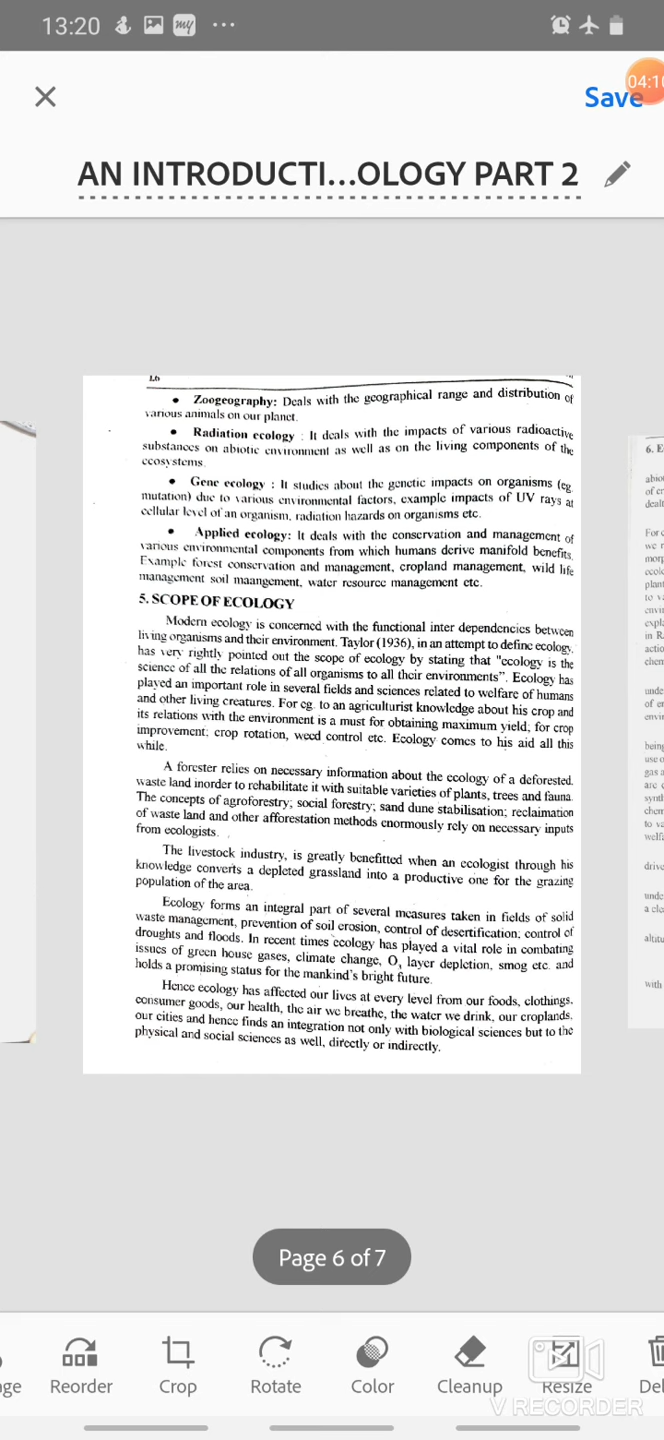 13:20 my ...
Save
04:10
AN INTRODUCTI...OLOGY PART 2
1.6
• Zoogeography: Deals with the geographical range and distribution of
various animals on our planet.
• Radiation ecology : It deals with the impacts of various radioactive
substances on abiotic environment as well as on the living components of the
ecosystems.
• Gene ecology : It studies about the genetic impacts on organisms (eg.
mutation) due to various environmental factors, example impacts of UV rays at
cellular level of an organism, radiation hazards on organisms etc.
• Applied ecology: It deals with the conservation and management of
various environmental components from which humans derive manifold benefits.
Example forest conservation and management, cropland management, wild life
management soil maangement, water resource management etc.
5. SCOPE OF ECOLOGY
Modern ecology is concerned with the functional inter dependencies between
living organisms and their environment. Taylor (1936), in an attempt to define ecology,
has very rightly pointed out the scope of ecology by stating that "ecology is the
science of all the relations of all organisms to all their environments". Ecology has
played an important role in several fields and sciences related to welfare of humans
and other living creatures. For eg. to an agriculturist knowledge about his crop and
its relations with the environment is a must for obtaining maximum yield; for crop
improvement; crop rotation, weed control etc. Ecology comes to his aid all this
while.
A forester relies on necessary information about the ecology of a deforested,
waste land inorder to rehabilitate it with suitable varieties of plants, trees and fauna.
The concepts of agroforestry; social forestry; sand dune stabilisation; reclaimation
of waste land and other afforestation methods enormously rely on necessary inputs
from ecologists.
The livestock industry, is greatly benefitted when an ecologist through his
knowledge converts a depleted grassland into a productive one for the grazing
population of the area.
Ecology forms an integral part of several measures taken in fields of solid
waste management, prevention of soil erosion, control of desertification; control of
droughts and floods. In recent times ecology has played a vital role in combating
issues of green house gases, climate change, O₃ layer depletion, smog etc. and
holds a promising status for the mankind's bright future.
Hence ecology has affected our lives at every level from our foods, clothings,
consumer goods, our health, the air we breathe, the water we drink, our croplands,
our cities and hence finds an integration not only with biological sciences but to the
physical and social sciences as well, directly or indirectly.
6. E
For
we
in R
being
use o
gas a
are
to
drive
a cle
with
Page 6 of 7
Reorder
Crop
Rotate
Color
Cleanup
Resize
V RECORDER